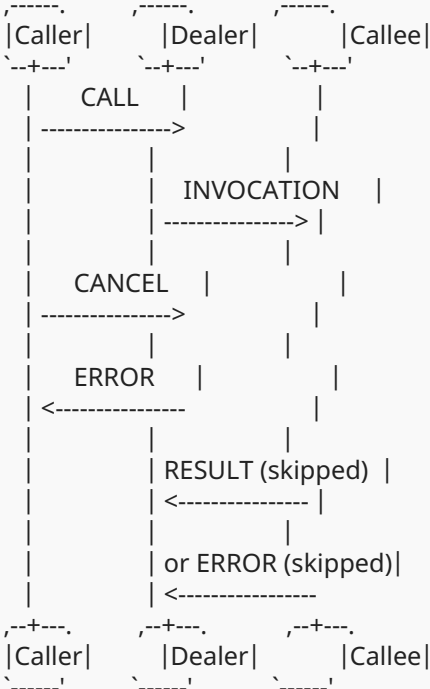 ,------.          ,------.          ,------.
|Caller|          |Dealer|          |Callee|
`--+---'          `--+---'          `--+---'
   |       CALL      |                   |
   | ---------------->                   |
   |                 |                 |
   |                 |    INVOCATION     |
   |                 | ----------------> |
   |                 |                 |
   |      CANCEL     |                   |
   | ---------------->                   |
   |                 |                 |
   |      ERROR      |                   |
   | <----------------                   |
   |                 |                 |
   |                 | RESULT (skipped)  |
   |                 | <---------------- |
   |                 |                 |
   |                 | or ERROR (skipped)|
   |                 | <----------------
,--+---.          ,--+---.          ,--+---.
|Caller|          |Dealer|          |Callee|
`------'          `------'          `------'